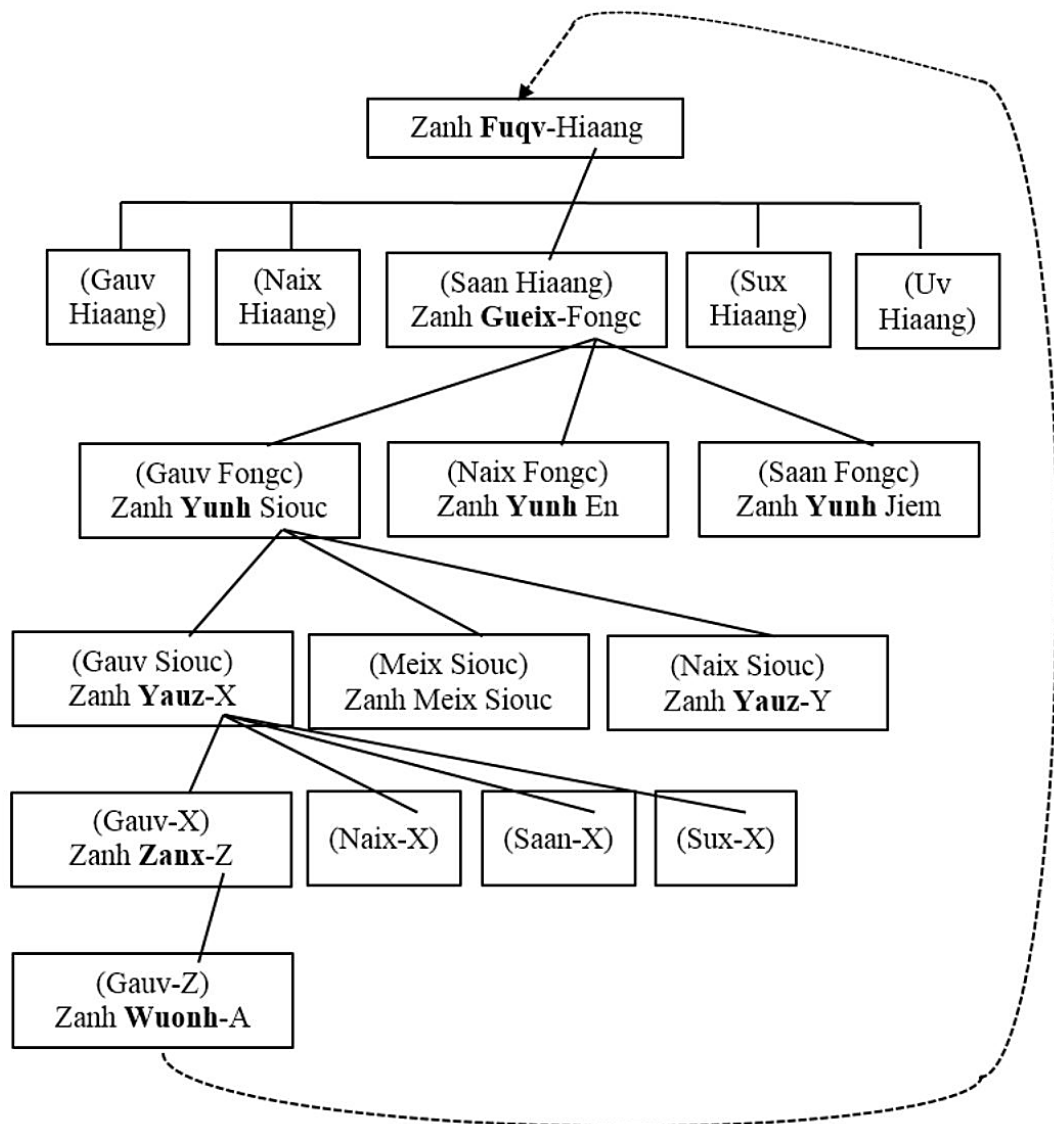 Zanh Fuqv-Hiaang
(Gauv
Hiaang)
(Naix
Hiaang)
(Saan Hiaang)
Zanh Gueix-Fongc
(Sux
Hiaang)
(Uv
Hiaang)
(Gauv Fongc)
Zanh Yunh Siouc
(Naix Fongc)
Zanh Yunh En
(Saan Fongc)
Zanh Yunh Jiem
(Gauv Siouc)
Zanh Yauz-X
(Meix Siouc)
Zanh Meix Siouc
(Naix Siouc)
Zanh Yauz-Y
(Gauv-X)
Zanh Zanx-Z
(Naix-X)
(Saan-X)
(Sux-X)
(Gauv-Z)
Zanh Wuonh-A